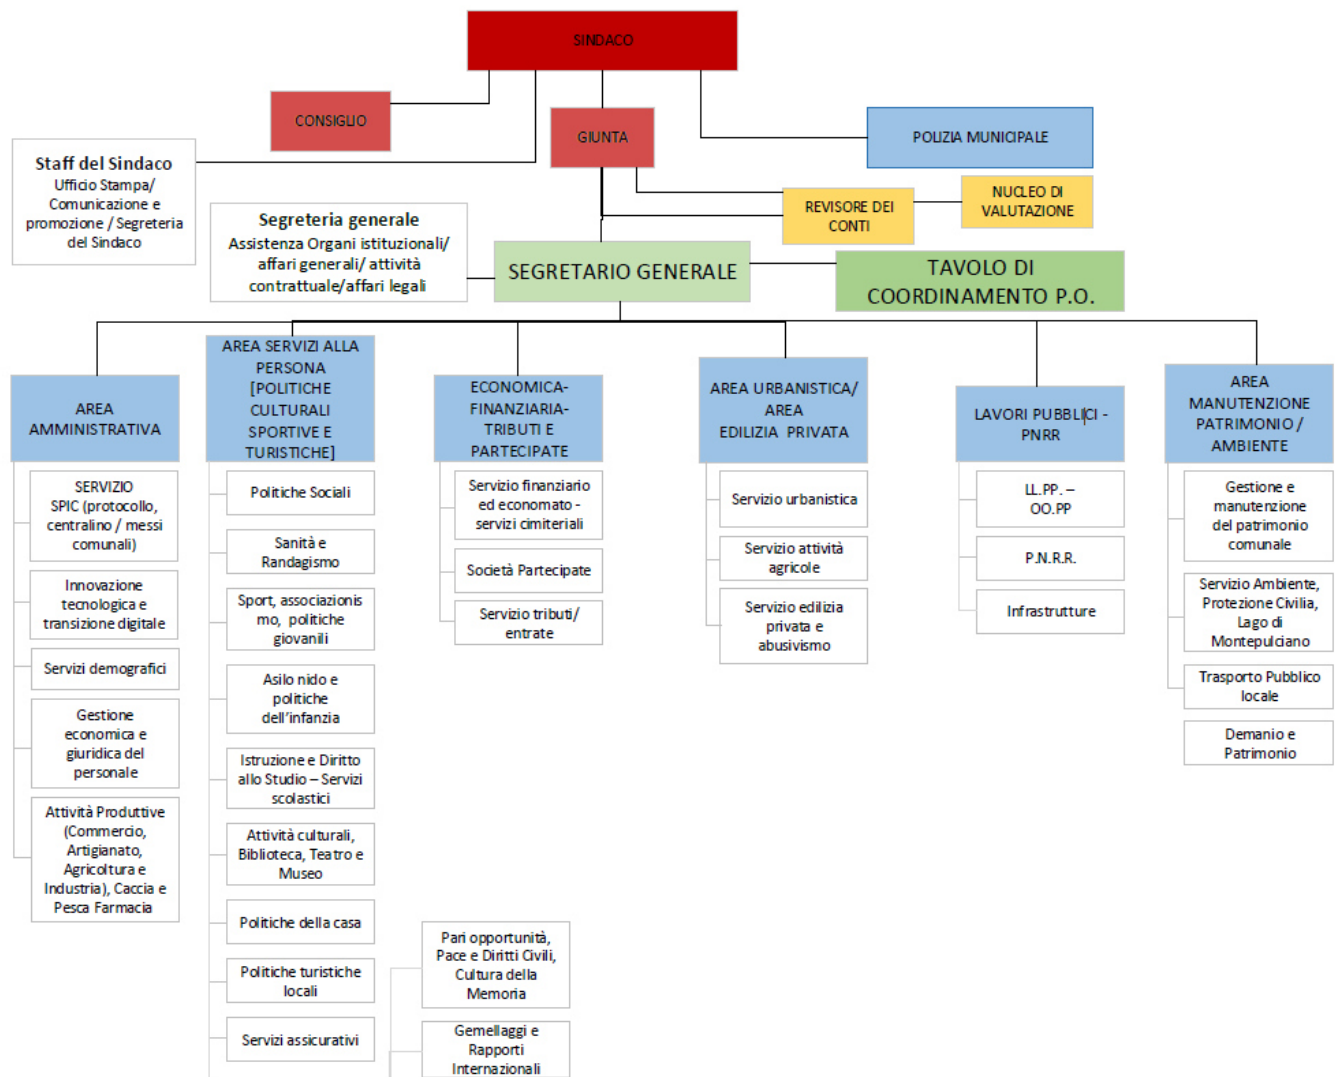 SINDACO
CONSIGLIO
GIUNTA
POLIZIA MUNICIPALE
Staff del Sindaco
Ufficio Stampa/
Comunicazione e
promozione / Segreteria
del Sindaco
REVISORE DEI
CONTI
NUCLEO DI
VALUTAZIONE
Segreteria generale
Assistenza Organi istituzionali/
affari generali/ attività
contrattuale/affari legali
SEGRETARIO GENERALE
TAVOLO DI
COORDINAMENTO P.O.
AREA
AMMINISTRATIVA
SERVIZIO
SPIC (protocollo,
centralino / messi
comunali)
Innovazione
tecnologica e
transizione digitale
Servizi demografici
Gestione
economica e
giuridica del
personale
Attività Produttive
(Commercio,
Artigianato,
Agricoltura e
Industria), Caccia e
Pesca Farmacia
AREA SERVIZI ALLA
PERSONA
[POLITICHE
CULTURALI
SPORTIVE E
TURISTICHE]
Politiche Sociali
Sanità e
Randagismo
Sport, associazionis
mo, politiche
giovanili
Asilo nido e
politiche
dell'infanzia
Istruzione e Diritto
allo Studio – Servizi
scolastici
Attività culturali,
Biblioteca, Teatro e
Museo
Politiche della casa
Politiche turistiche
locali
Servizi assicurativi
Pari opportunità,
Pace e Diritti Civili,
Cultura della
Memoria
Gemellaggi e
Rapporti
Internazionali
ECONOMICA-
FINANZIARIA-
TRIBUTI E
PARTECIPATE
Servizio finanziario
ed economato -
servizi cimiteriali
Società Partecipate
Servizio tributi/
entrate
AREA URBANISTICA/
AREA
EDILIZIA PRIVATA
Servizio urbanistica
Servizio attività
agricole
Servizio edilizia
privata e
abusivismo
LAVORI PUBBLICI -
PNRR
LL.PP. –
OO.PP
P.N.R.R.
Infrastrutture
AREA
MANUTENZIONE
PATRIMONIO /
AMBIENTE
Gestione e
manutenzione
del patrimonio
comunale
Servizio Ambiente,
Protezione Civilia,
Lago di
Montepulciano
Trasporto Pubblico
locale
Demanio e
Patrimonio